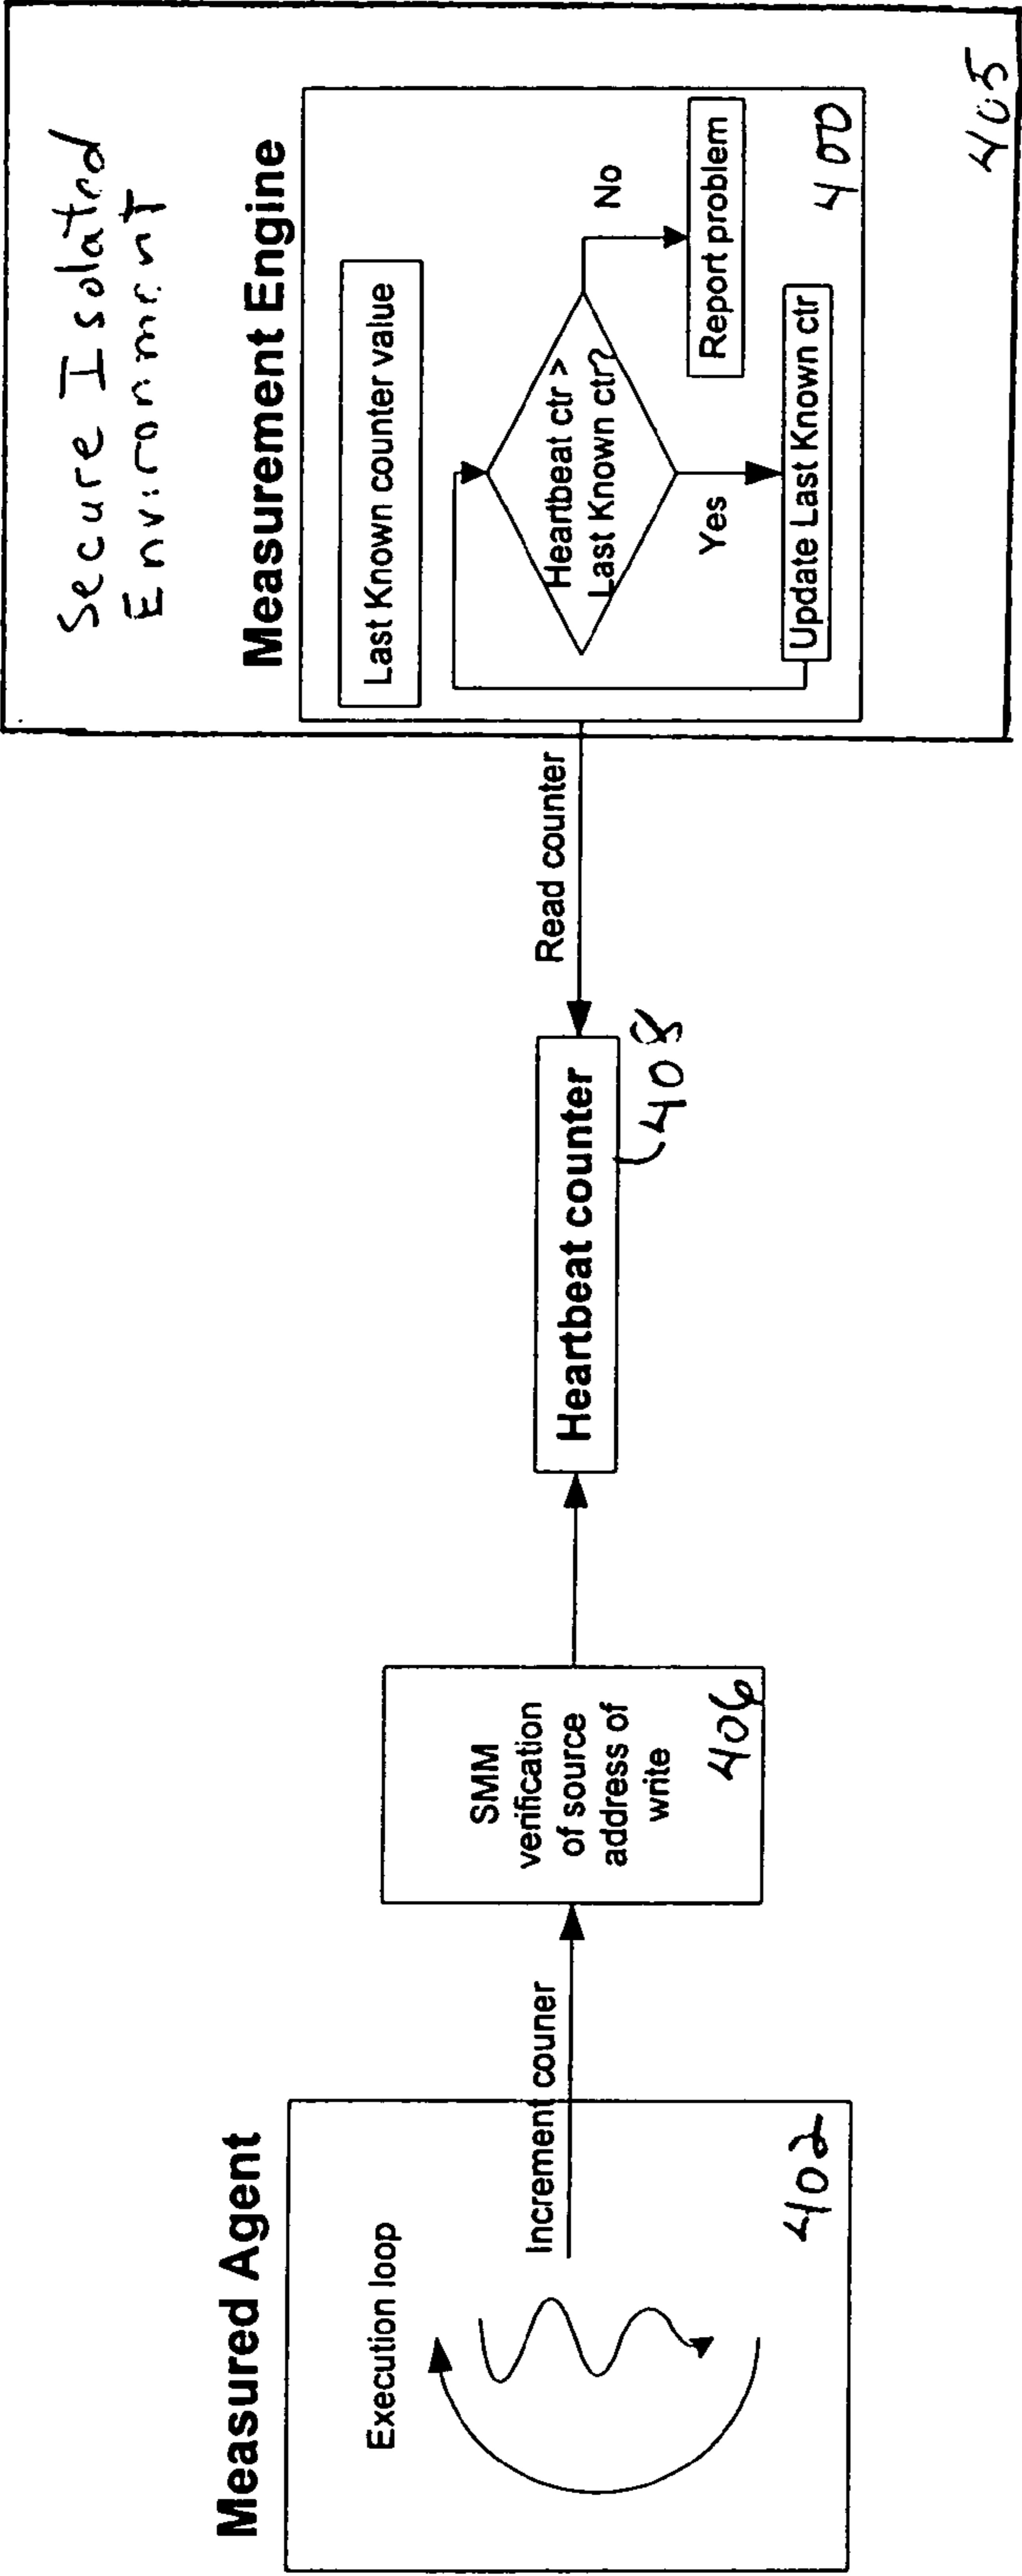 Measured Agent
Execution loop
Increment couner
402
SMM
verification
of source
address of
write
406
Heartbeat counter
408
Read counter
Secure Isolated
Environment
Measurement Engine
Last Known counter value
Heartbeat ctr >
Last Known ctr?
No
Yes
Report problem
Update Last Known ctr
400
405